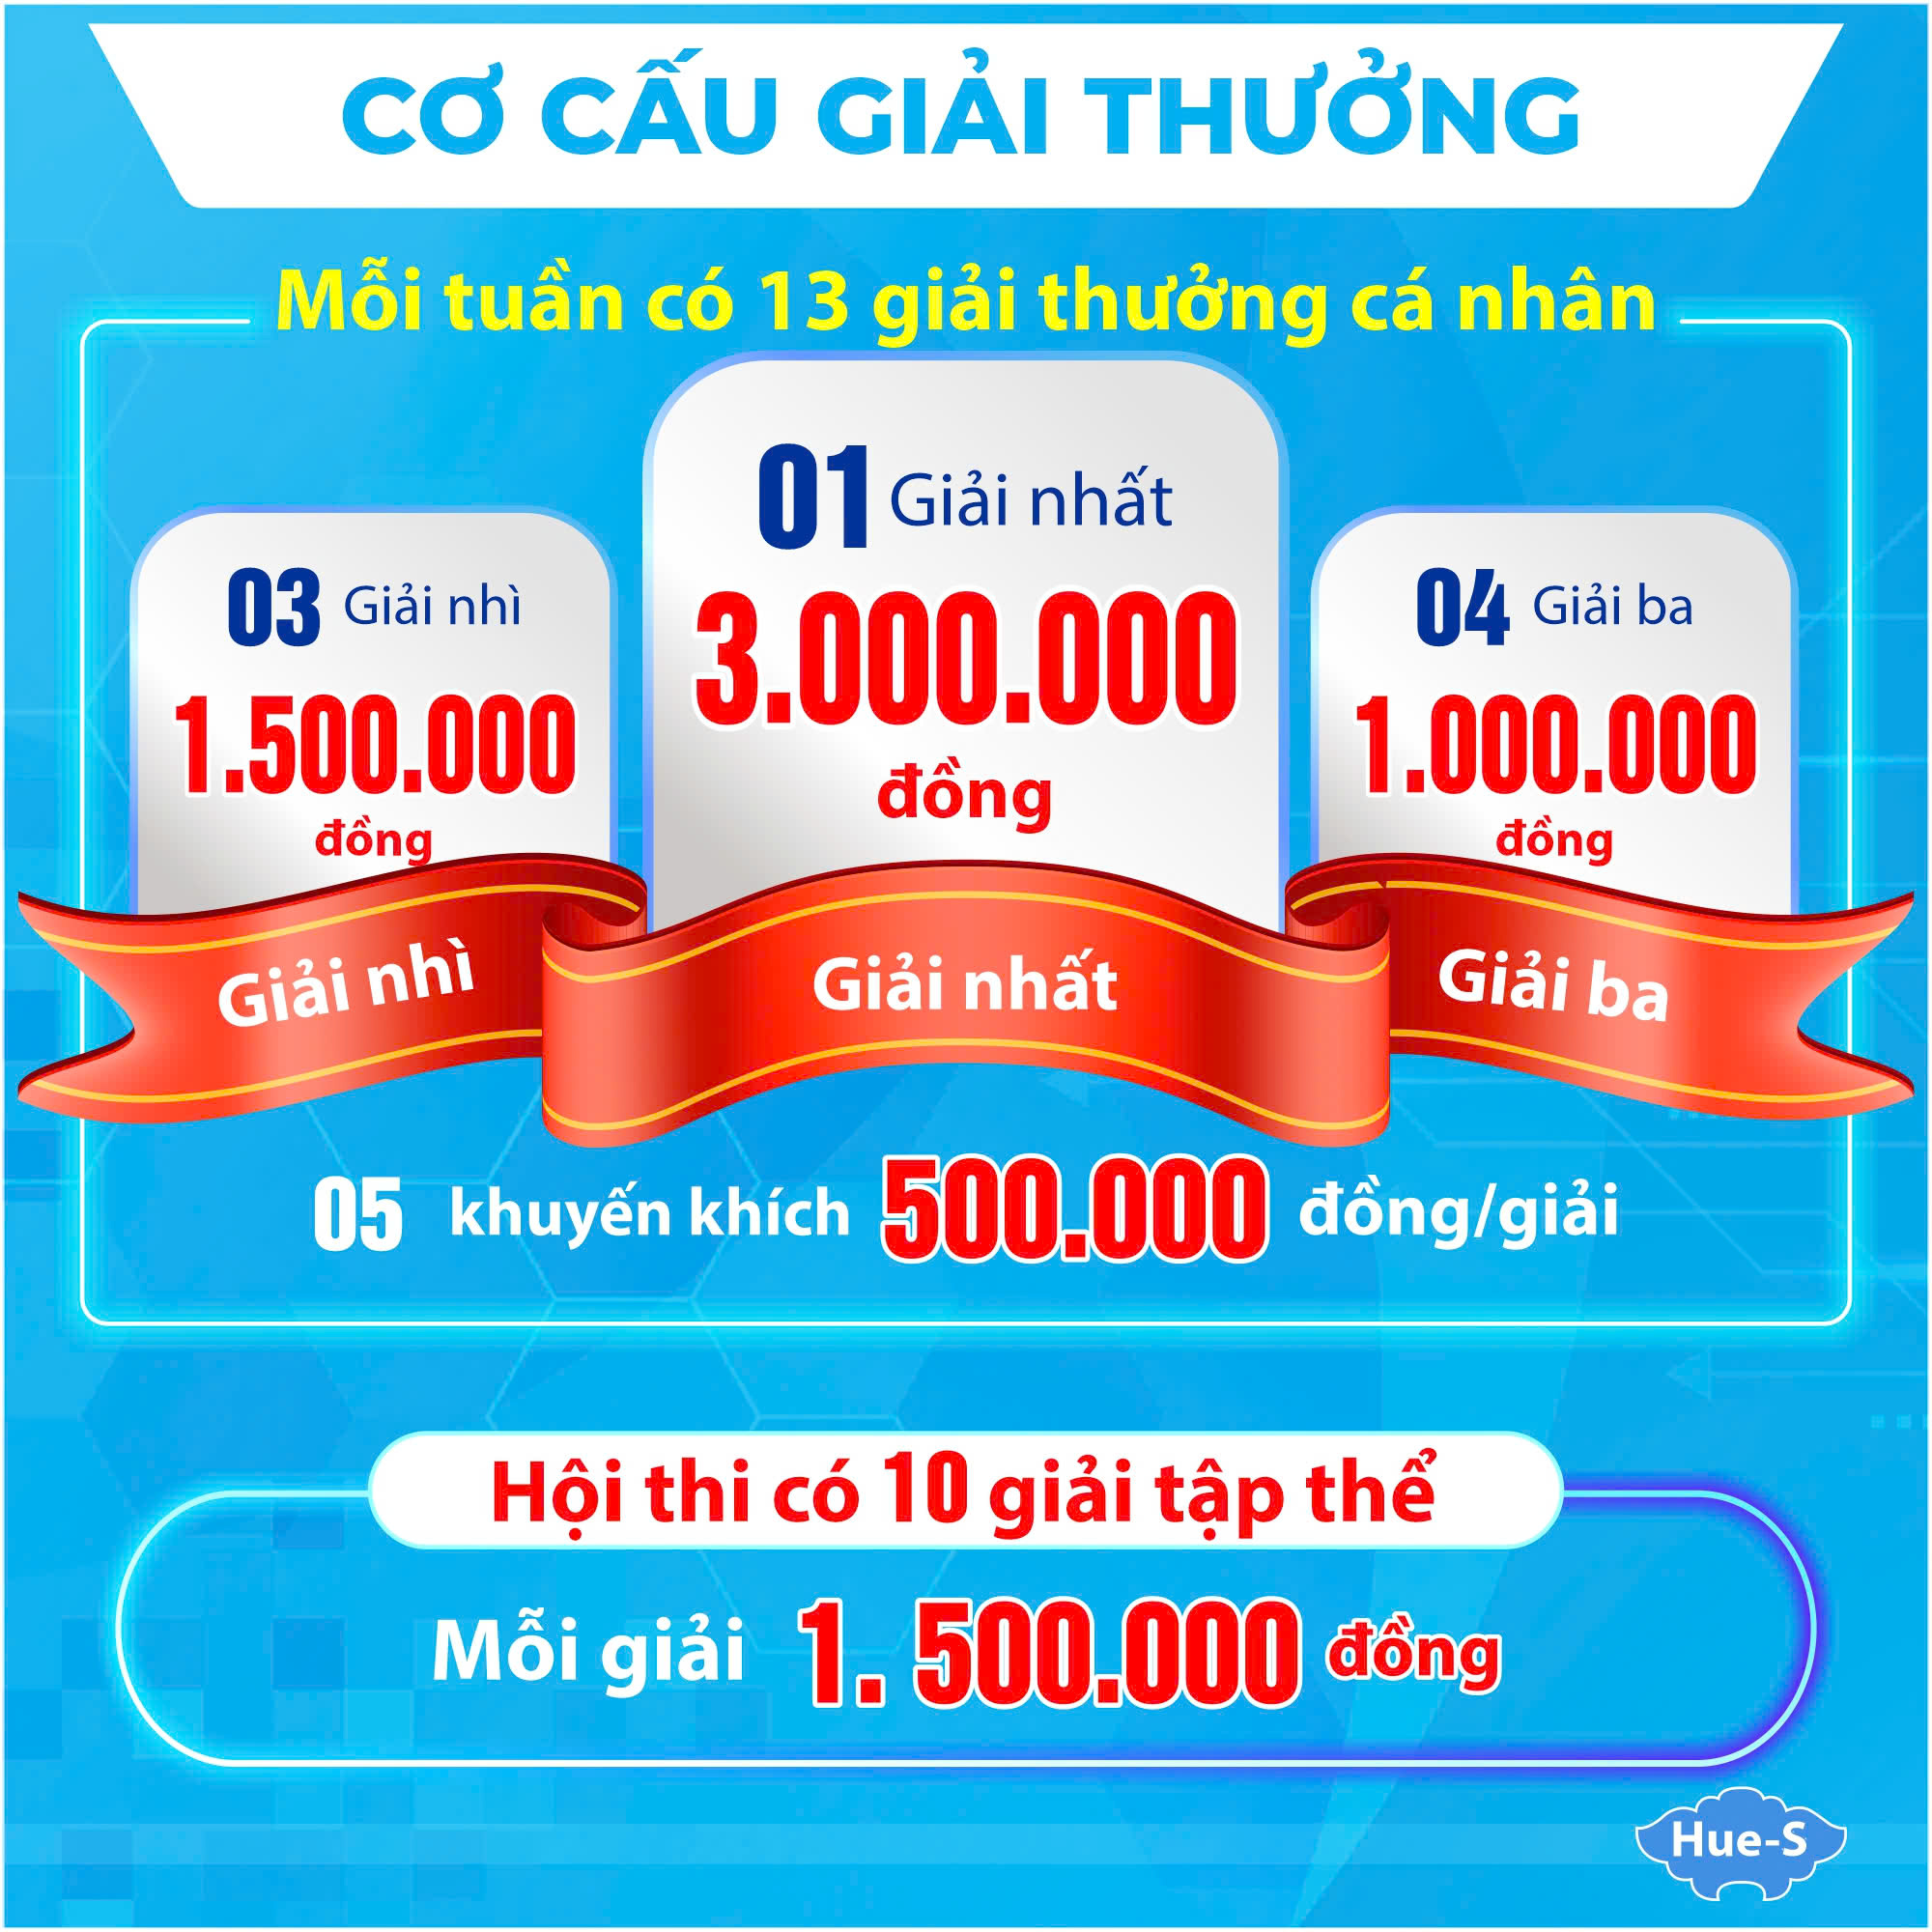 CƠ CẤU GIẢI THƯỞNG
Mỗi tuần có 13 giải thưởng cá nhân
01 Giải nhất
3.000.000
đồng
03 Giải nhì
1.500.000
đồng
04 Giải ba
1.000.000
đồng
Giải nhì
Giải nhất
Giải ba
05 khuyến khích 500.000 đồng/giải
Hội thi có 10 giải tập thể
Mỗi giải 1. 500.000 đồng
Hue-S